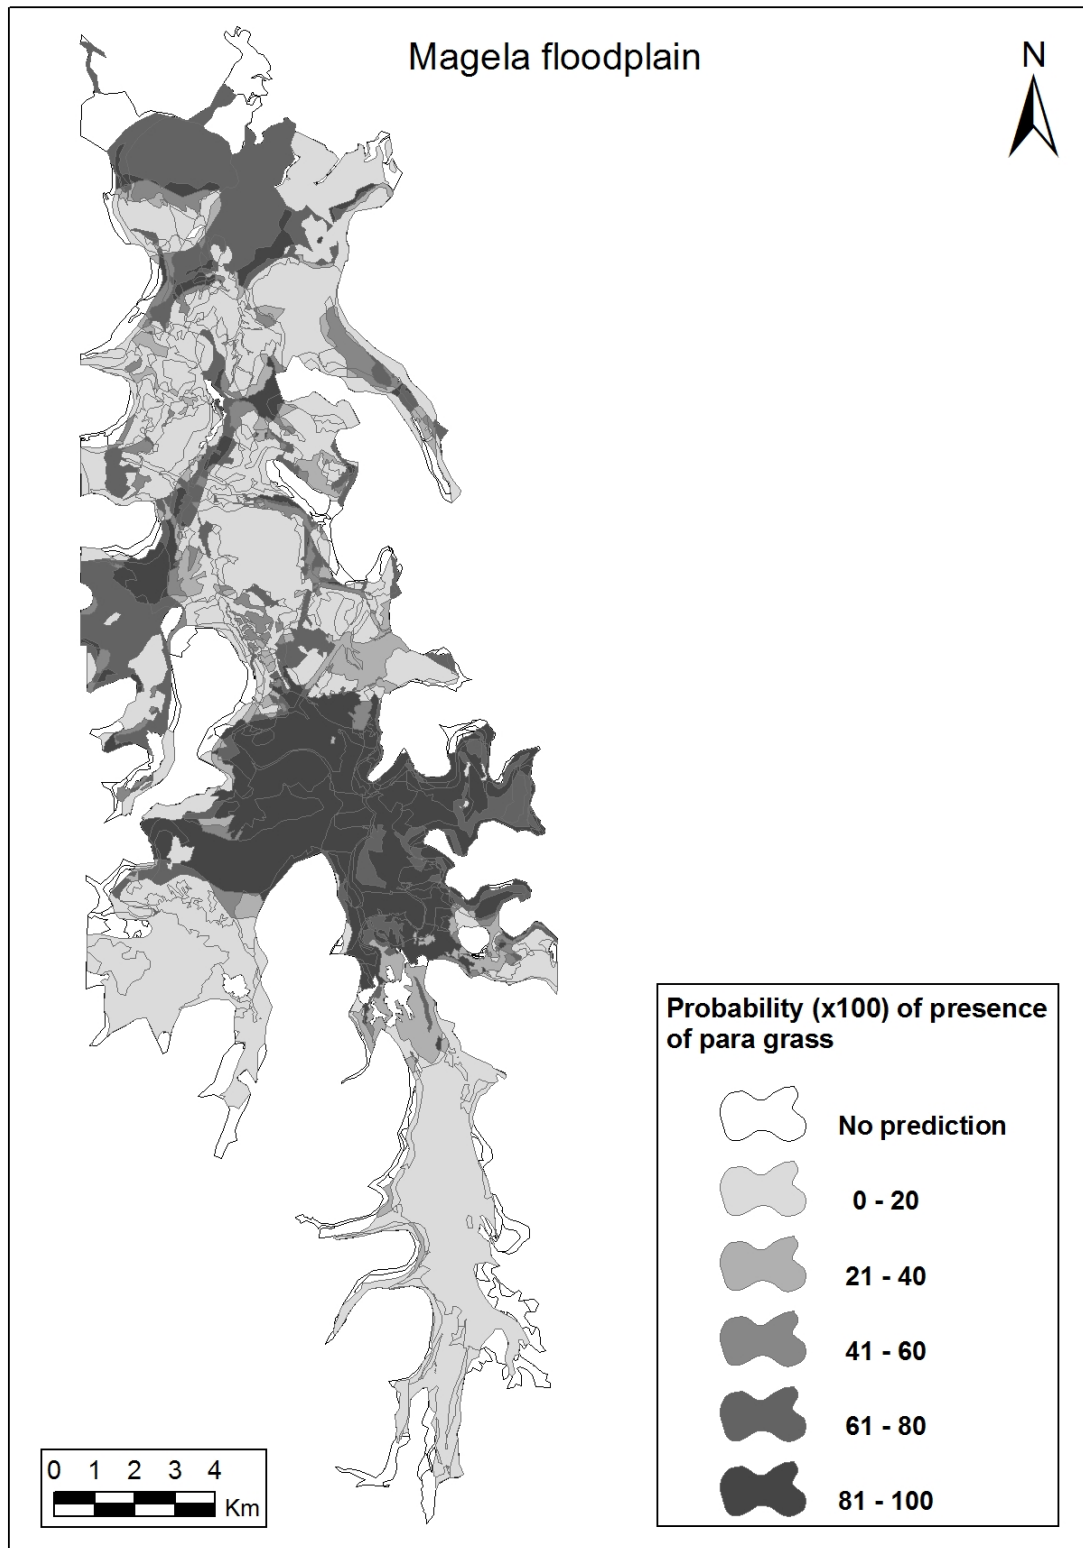 Magela floodplain
N
Probability (x100) of presence
of para grass
No prediction
0 - 20
21 - 40
41 - 60
61 - 80
81 - 100
0 1 2 3 4
Km